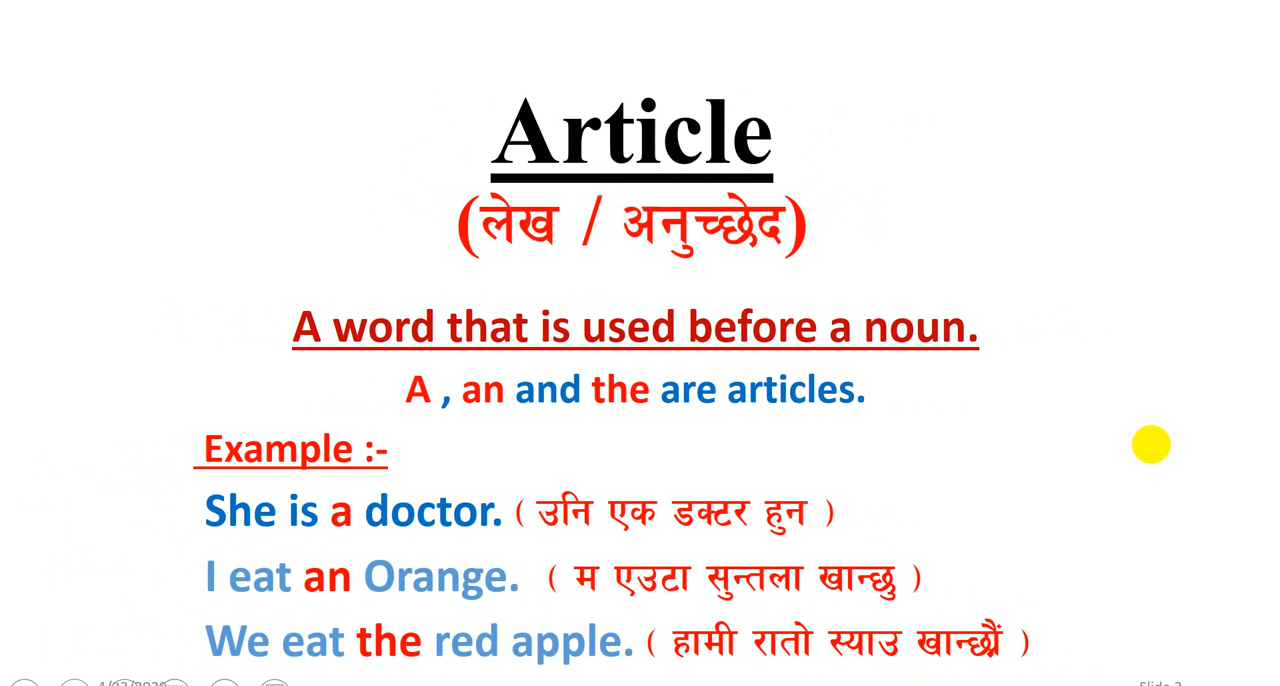 Article
(लेख / अनुच्छेद)
A word that is used before a noun.
A , an and the are articles.
Example :-
She is a doctor. ( उनि एक डक्टर हुन )
I eat an Orange. ( म एउटा सुन्तला खान्छु )
We eat the red apple. ( हामी रातो स्याउ खान्छौं )